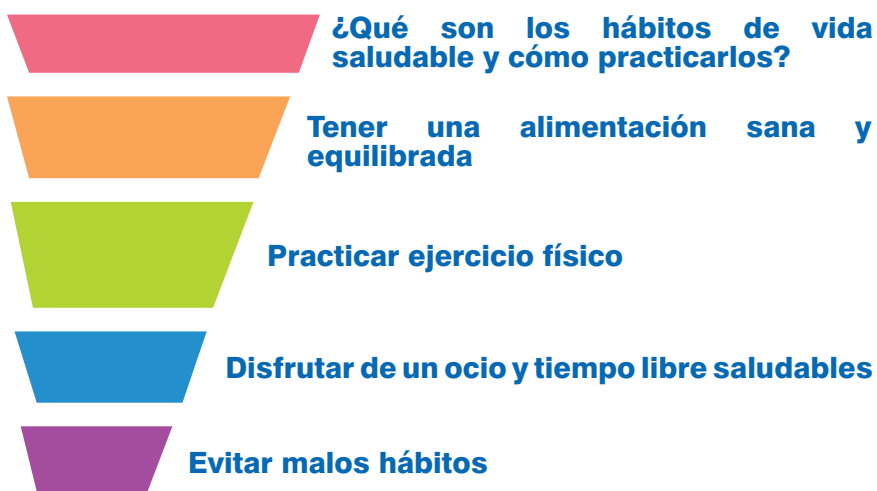 ¿Qué son los hábitos de vida
saludable y cómo practicarlos?
Tener una alimentación sana y
equilibrada
Practicar ejercicio físico
Disfrutar de un ocio y tiempo libre saludables
Evitar malos hábitos